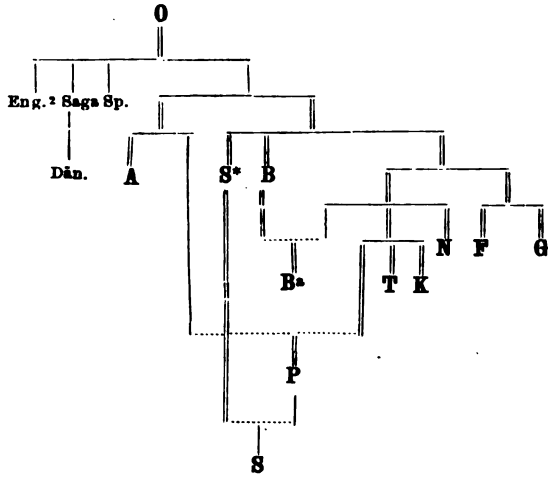 O
Eng.² Saga Sp.
Dän. A S* B
N F G
Bª T K
P
S